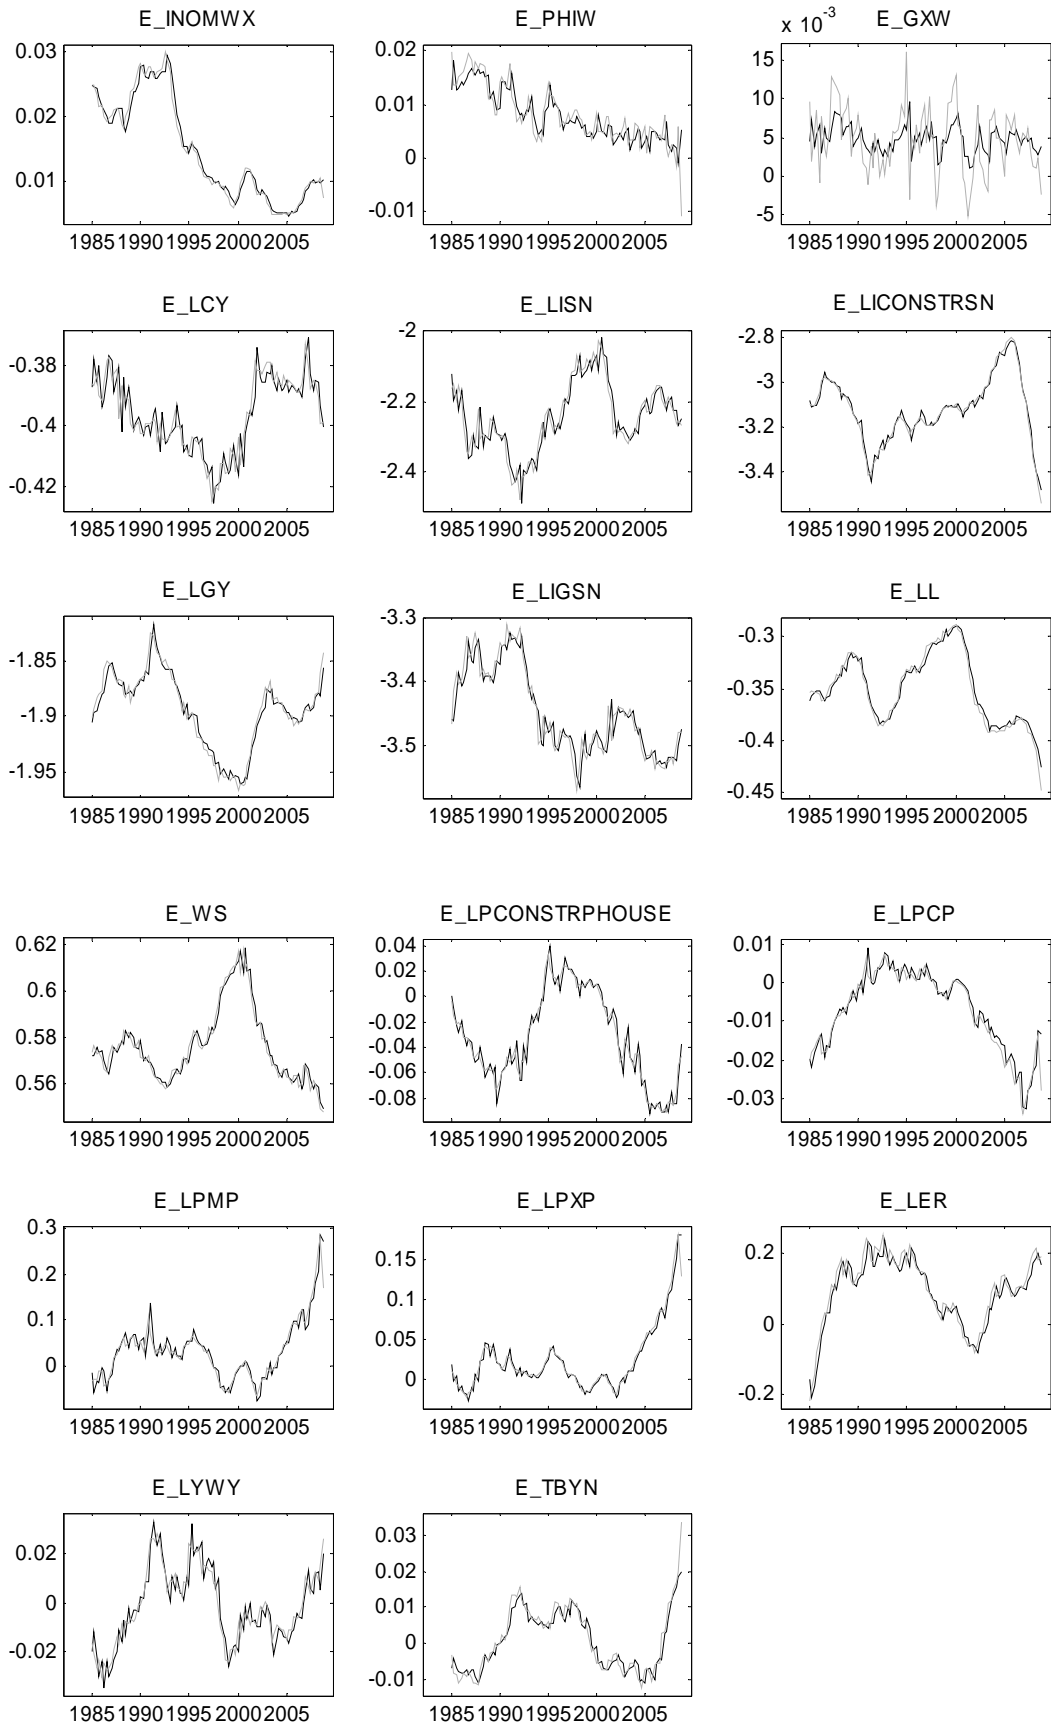 E_INOMWX
E_PHIW
E_GXW
x 10^-3
0.03
0.02
0.01
1985 1990 1995 2000 2005
0.02
0.01
0
-0.01
1985 1990 1995 2000 2005
15
10
5
0
-5
1985 1990 1995 2000 2005
E_LCY
E_LISN
E_LICONSTRSN
-0.38
-0.4
-0.42
1985 1990 1995 2000 2005
-2
-2.2
-2.4
1985 1990 1995 2000 2005
-2.8
-3
-3.2
-3.4
1985 1990 1995 2000 2005
E_LGY
E_LIGSN
E_LL
-1.85
-1.9
-1.95
1985 1990 1995 2000 2005
-3.3
-3.4
-3.5
1985 1990 1995 2000 2005
-0.3
-0.35
-0.4
-0.45
1985 1990 1995 2000 2005
E_WS
E_LPCONSTRPHOUSE
E_LPCP
0.62
0.6
0.58
0.56
1985 1990 1995 2000 2005
0.04
0.02
0
-0.02
-0.04
-0.06
-0.08
1985 1990 1995 2000 2005
0.01
0
-0.01
-0.02
-0.03
1985 1990 1995 2000 2005
E_LPMP
E_LPXP
E_LER
0.3
0.2
0.1
0
1985 1990 1995 2000 2005
0.15
0.1
0.05
0
1985 1990 1995 2000 2005
0.2
0
-0.2
1985 1990 1995 2000 2005
E_LYWY
E_TBYN
0.02
0
-0.02
1985 1990 1995 2000 2005
0.03
0.02
0.01
0
-0.01
1985 1990 1995 2000 2005